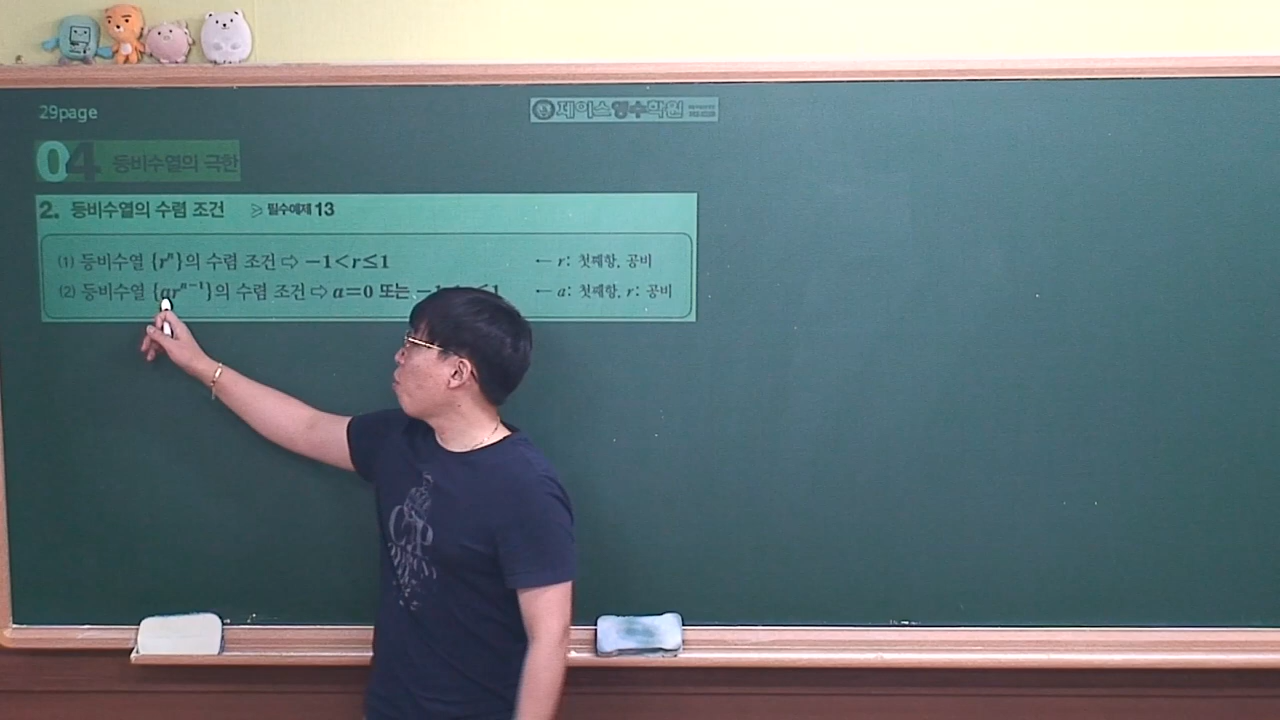 29page
제이스영수학원
04 등비수열의 극한
2. 등비수열의 수렴 조건 ≫ 필수예제 13
(1) 등비수열 {rⁿ}의 수렴 조건 ⇨ −1<r≤1 ← r: 첫째항, 공비
(2) 등비수열 {arⁿ⁻¹}의 수렴 조건 ⇨ a=0 또는 −1 ≤1 ← a: 첫째항, r: 공비
CP